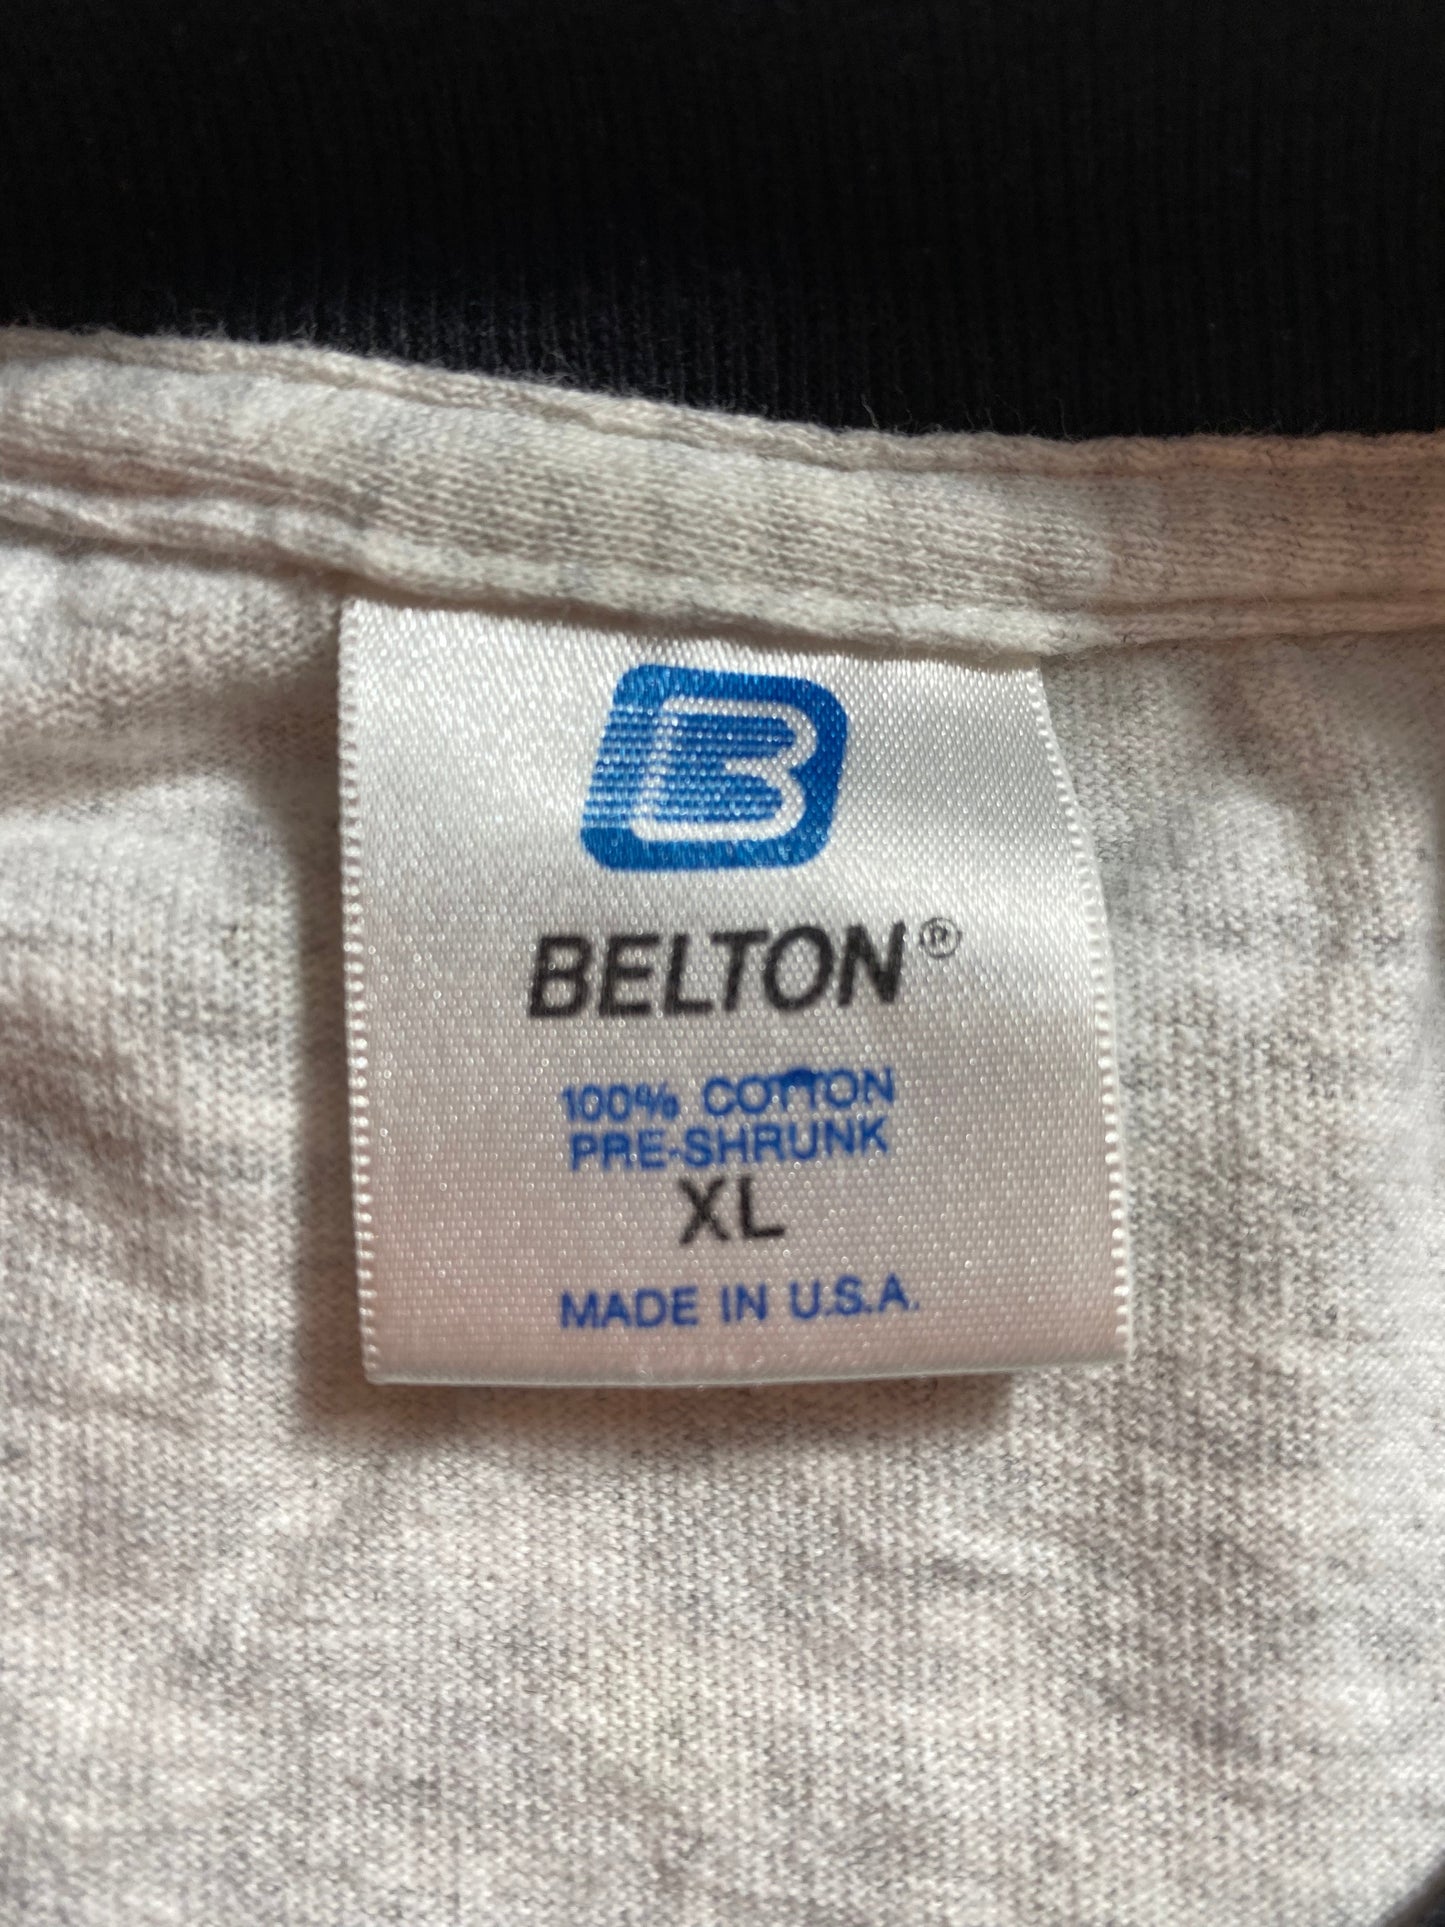 B
BELTON®
100% COTTON
PRE-SHRUNK
XL
MADE IN U.S.A.